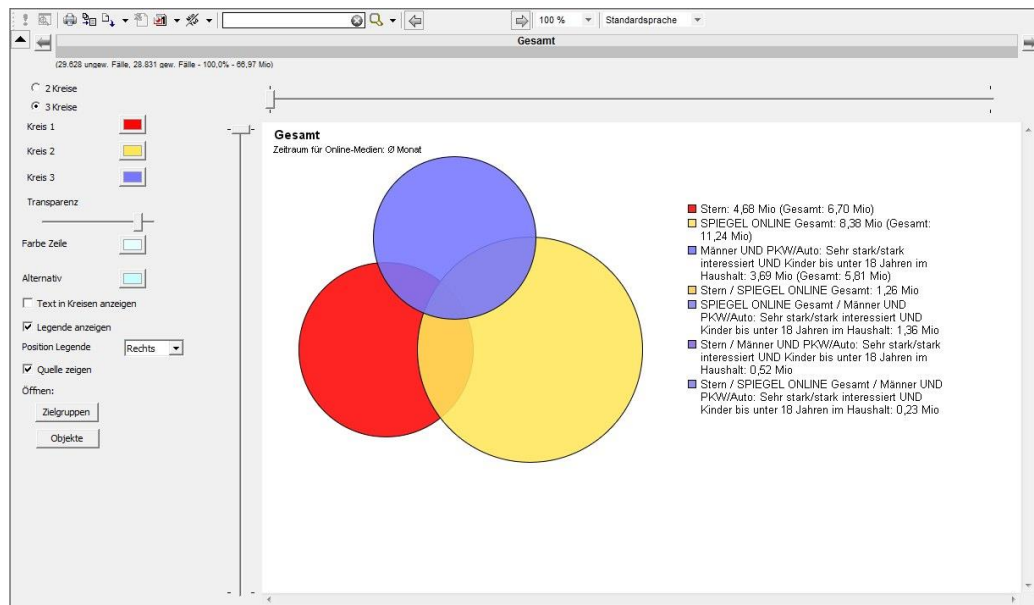 100 %
Standardsprache
Gesamt
(29.628 ungew. Fälle, 28.831 gew. Fälle - 100,0% - 66,97 Mio)
2 Kreise
3 Kreise
Kreis 1
Kreis 2
Kreis 3
Transparenz
Farbe Zeile
Alternativ
Text in Kreisen anzeigen
Legende anzeigen
Position Legende
Rechts
Quelle zeigen
Öffnen:
Zielgruppen
Objekte
Gesamt
Zeitraum für Online-Medien: Ø Monat
Stern: 4,68 Mio (Gesamt: 6,70 Mio)
SPIEGEL ONLINE Gesamt: 8,38 Mio (Gesamt:
11,24 Mio)
Männer UND PKW/Auto: Sehr stark/stark
interessiert UND Kinder bis unter 18 Jahren im
Haushalt: 3,69 Mio (Gesamt: 5,81 Mio)
Stern / SPIEGEL ONLINE Gesamt: 1,26 Mio
SPIEGEL ONLINE Gesamt / Männer UND
PKW/Auto: Sehr stark/stark interessiert UND
Kinder bis unter 18 Jahren im Haushalt: 1,36 Mio
Stern / Männer UND PKW/Auto: Sehr stark/stark
interessiert UND Kinder bis unter 18 Jahren im
Haushalt: 0,52 Mio
Stern / SPIEGEL ONLINE Gesamt / Männer UND
PKW/Auto: Sehr stark/stark interessiert UND
Kinder bis unter 18 Jahren im Haushalt: 0,23 Mio